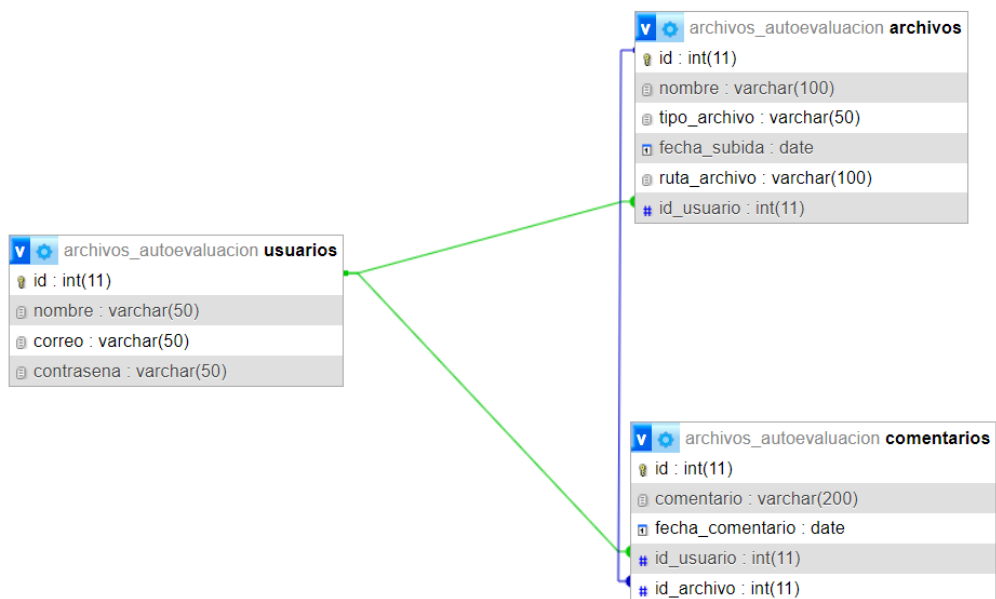 archivos_autoevaluacion archivos
id : int(11)
nombre : varchar(100)
tipo_archivo : varchar(50)
fecha_subida : date
ruta_archivo : varchar(100)
# id_usuario : int(11)
archivos_autoevaluacion usuarios
id : int(11)
nombre : varchar(50)
correo : varchar(50)
contrasena : varchar(50)
archivos_autoevaluacion comentarios
id : int(11)
comentario : varchar(200)
fecha_comentario : date
# id_usuario : int(11)
# id_archivo : int(11)